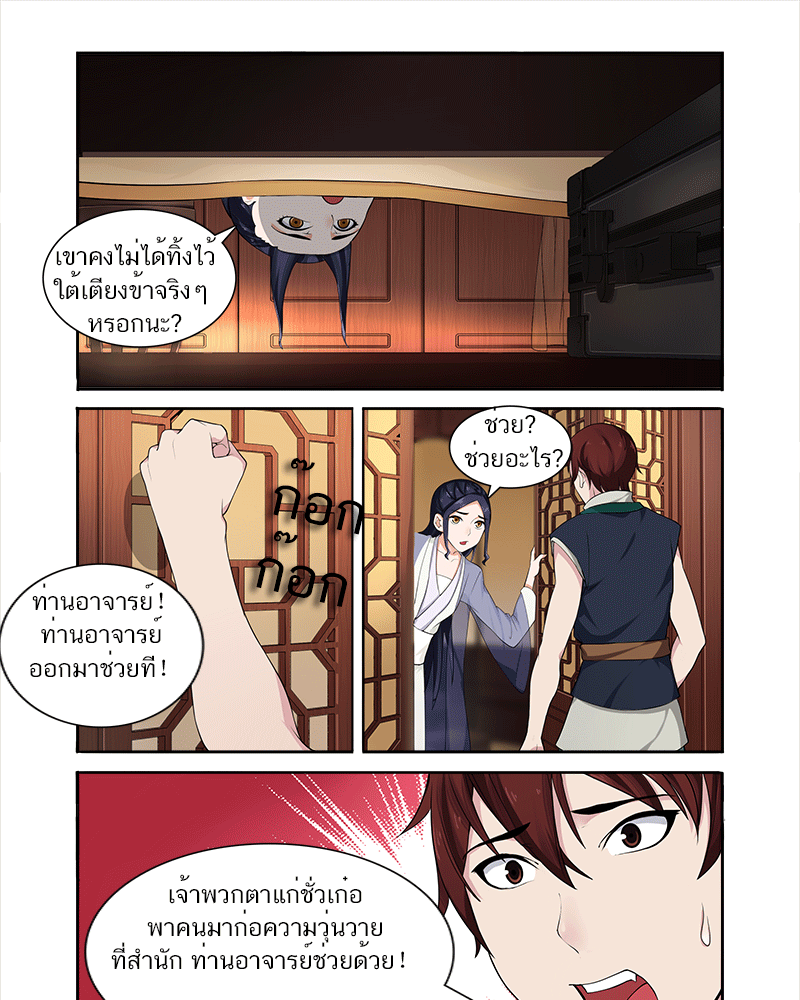 เขาคงไม่ได้ทิ้งไว้
ใต้เตียงข้าจริงๆ
หรอกนะ?
ก๊อก
ก๊อก
ท่านอาจารย์!
ท่านอาจารย์
ออกมาช่วยที!
ช่วย?
ช่วยอะไร?
เจ้าพวกตาแก่ชั่วเก๋อ
พาคนมาก่อความวุ่นวาย
ที่สำนัก ท่านอาจารย์ช่วยด้วย!